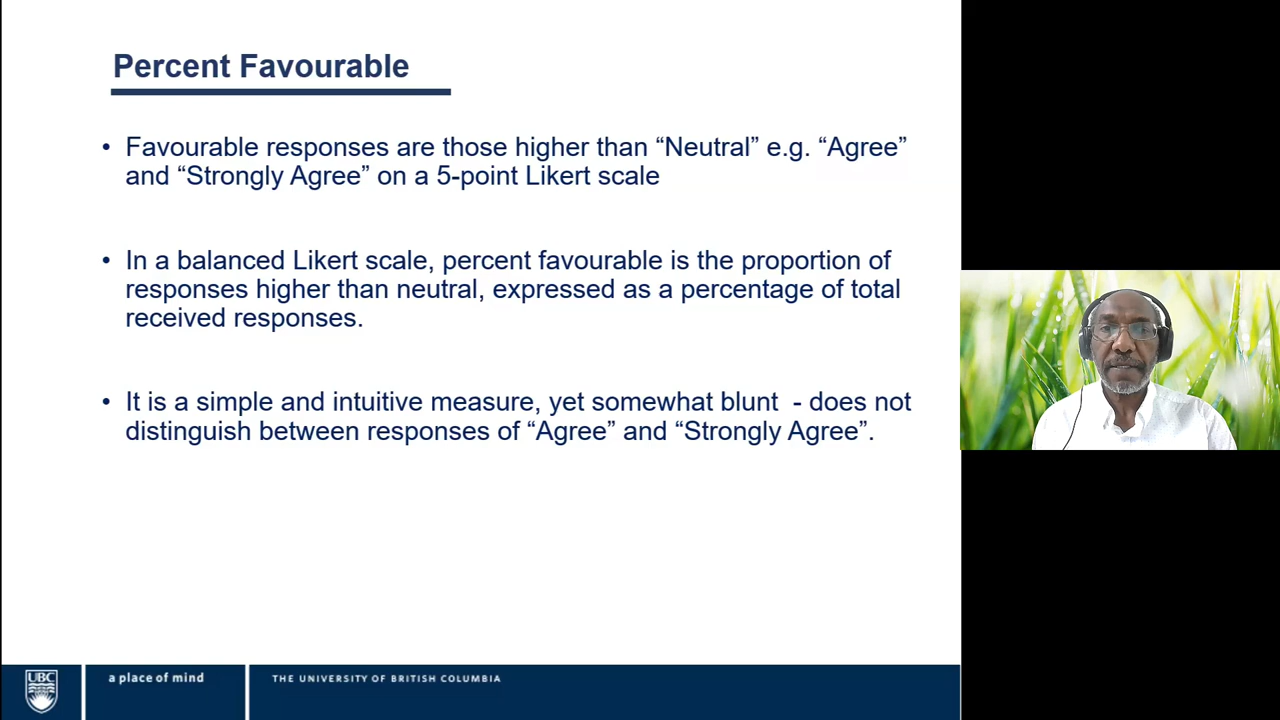 Percent Favourable
• Favourable responses are those higher than “Neutral” e.g. “Agree”
and “Strongly Agree” on a 5-point Likert scale
• In a balanced Likert scale, percent favourable is the proportion of
responses higher than neutral, expressed as a percentage of total
received responses.
• It is a simple and intuitive measure, yet somewhat blunt - does not
distinguish between responses of “Agree” and “Strongly Agree”.
UBC
a place of mind
THE UNIVERSITY OF BRITISH COLUMBIA